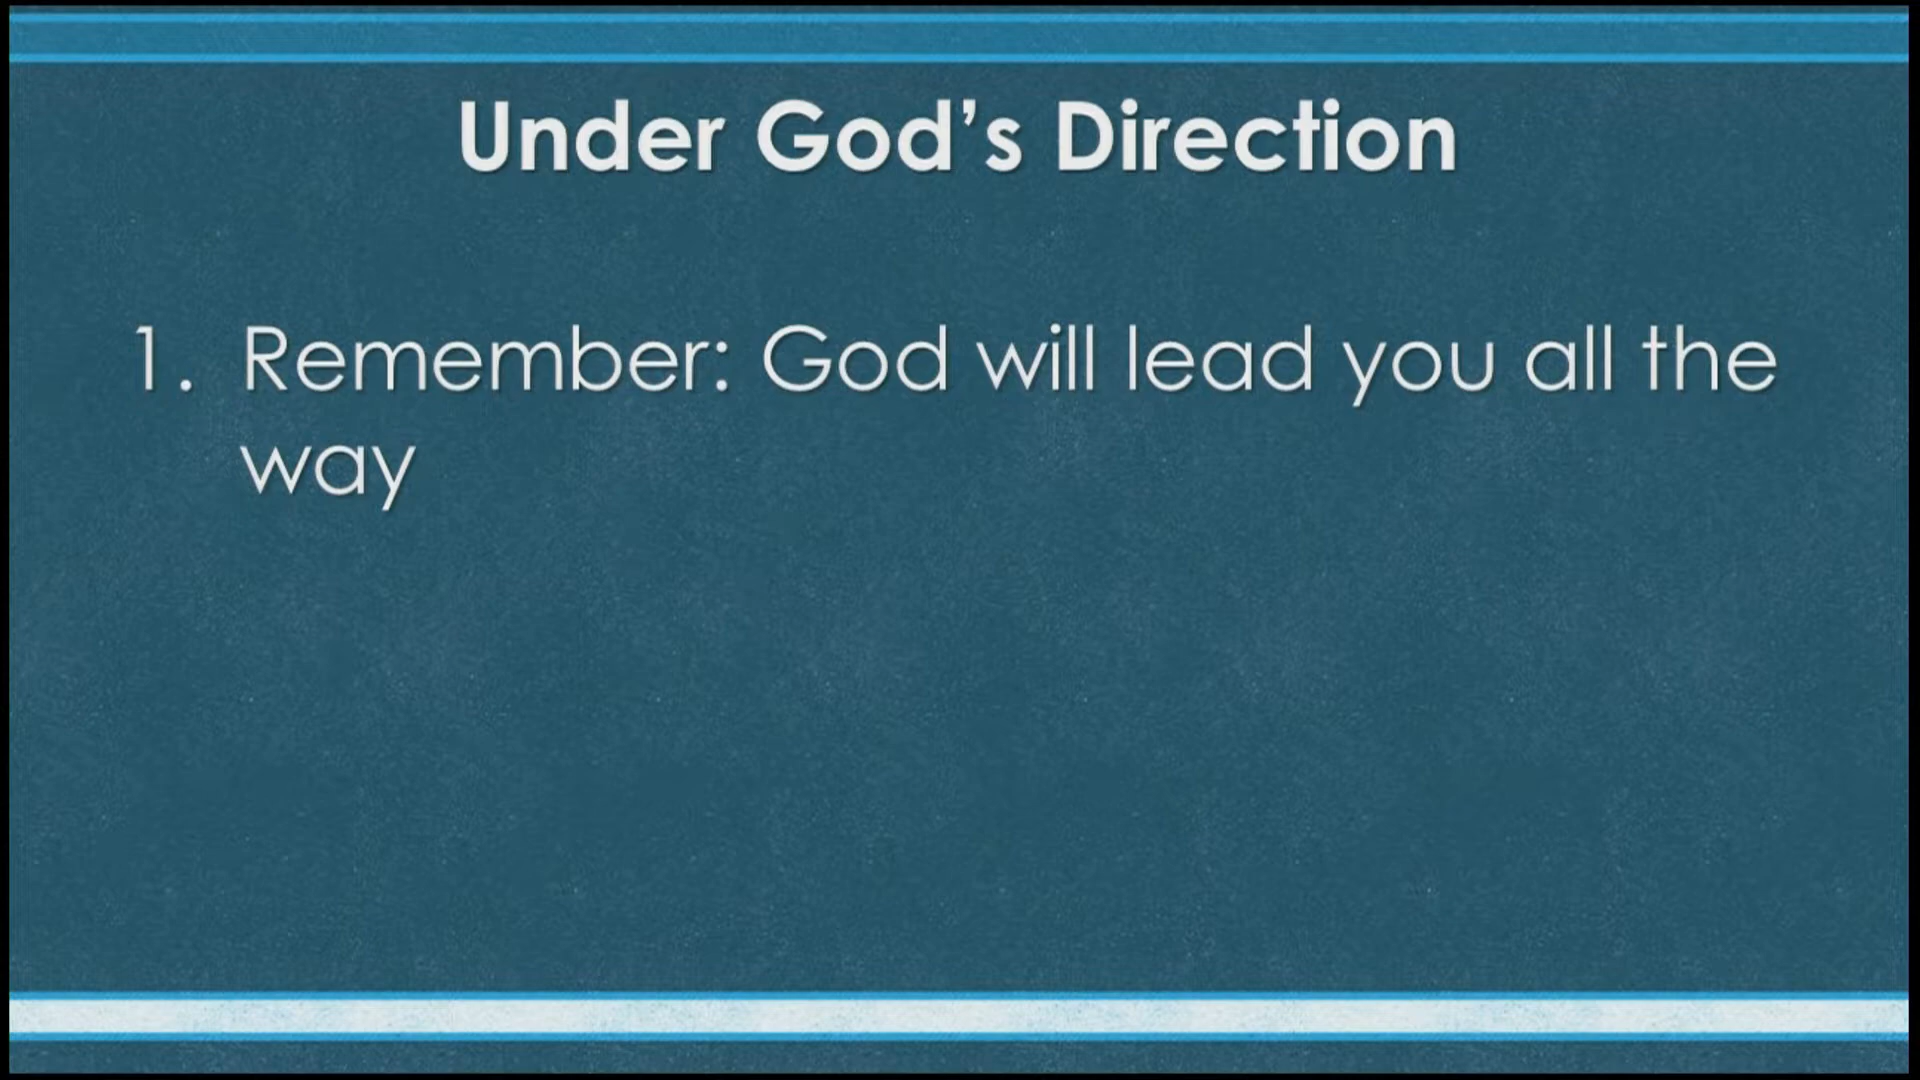 Under God’s Direction
1. Remember: God will lead you all the
way